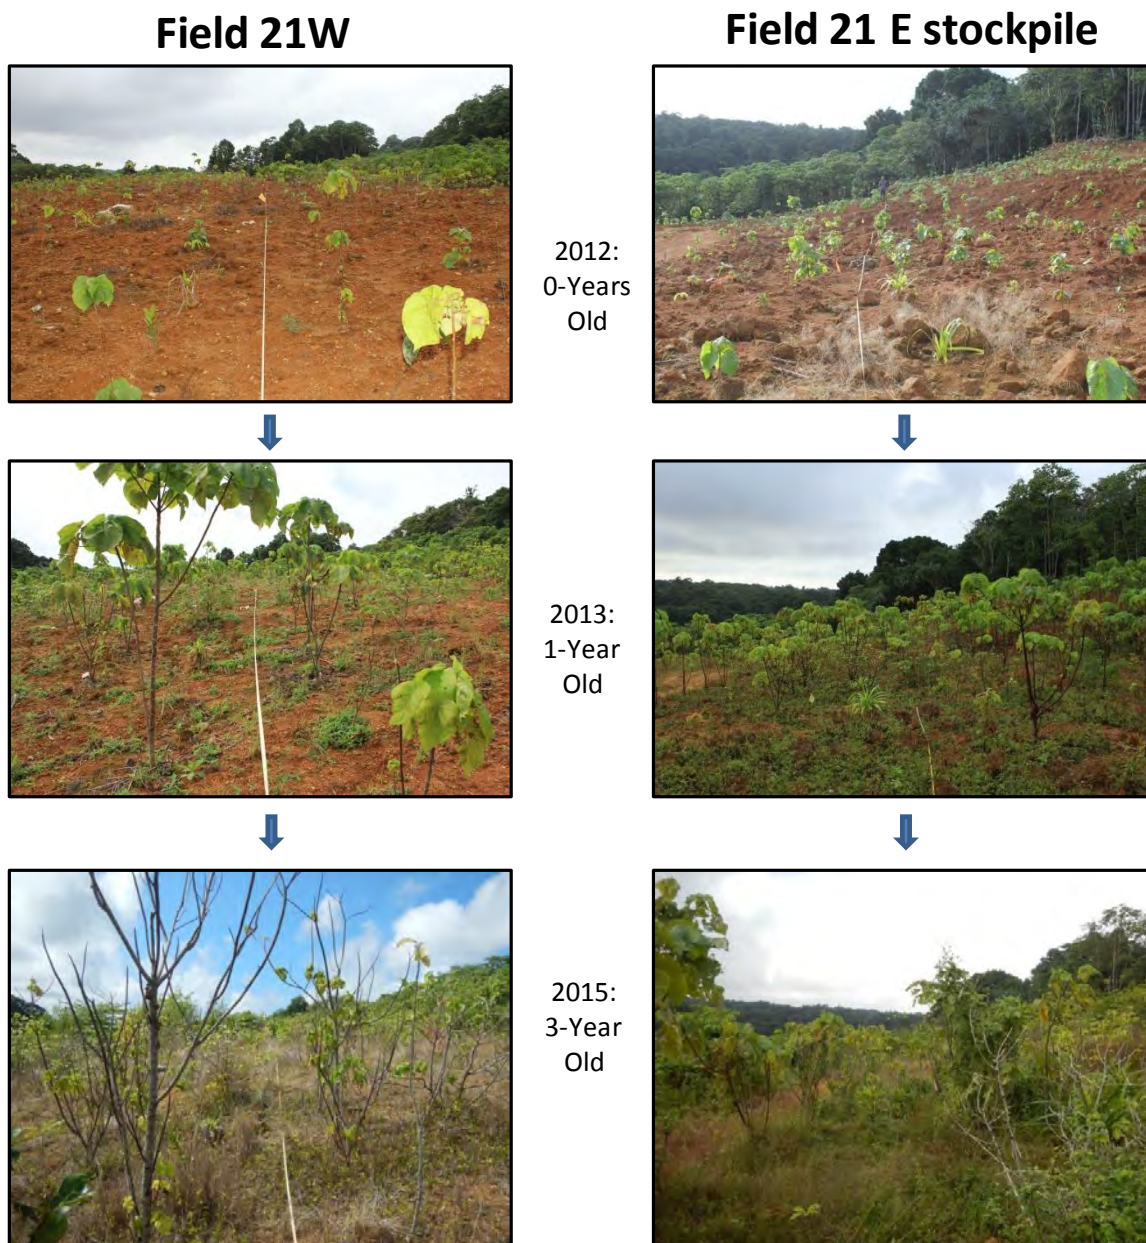 Field 21W
Field 21 E stockpile
2012:
0-Years
Old
2013:
1-Year
Old
2015:
3-Year
Old